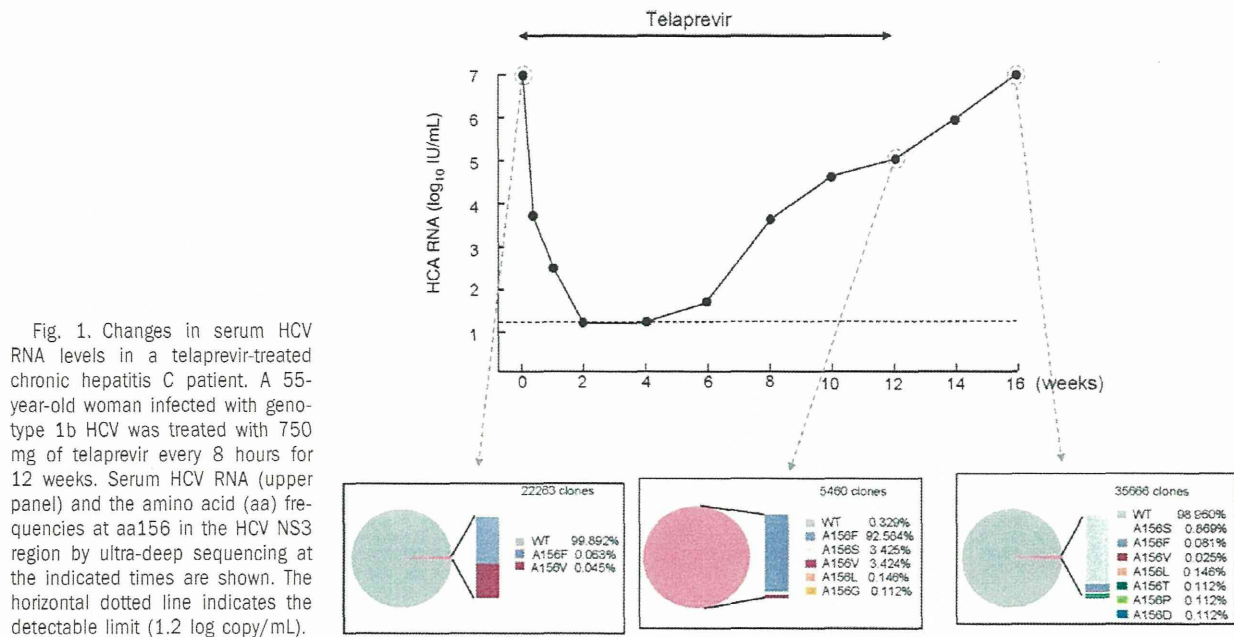 Telaprevir
HCA RNA (log10 IU/mL)
7
6
5
4
3
2
1
0 2 4 6 8 10 12 14 16 (weeks)
Fig. 1. Changes in serum HCV
RNA levels in a telaprevir-treated
chronic hepatitis C patient. A 55-
year-old woman infected with geno-
type 1b HCV was treated with 750
mg of telaprevir every 8 hours for
12 weeks. Serum HCV RNA (upper
panel) and the amino acid (aa) fre-
quencies at aa156 in the HCV NS3
region by ultra-deep sequencing at
the indicated times are shown. The
horizontal dotted line indicates the
detectable limit (1.2 log copy/mL).
22263 clones
WT 99.892%
A156F 0.063%
A156V 0.045%
5460 clones
WT 0.329%
A156F 92.564%
A156S 3.425%
A156V 3.424%
A156L 0.146%
A156G 0.112%
35666 clones
WT 98.960%
A156S 0.869%
A156F 0.081%
A156V 0.025%
A156L 0.146%
A156T 0.112%
A156P 0.112%
A156D 0.112%